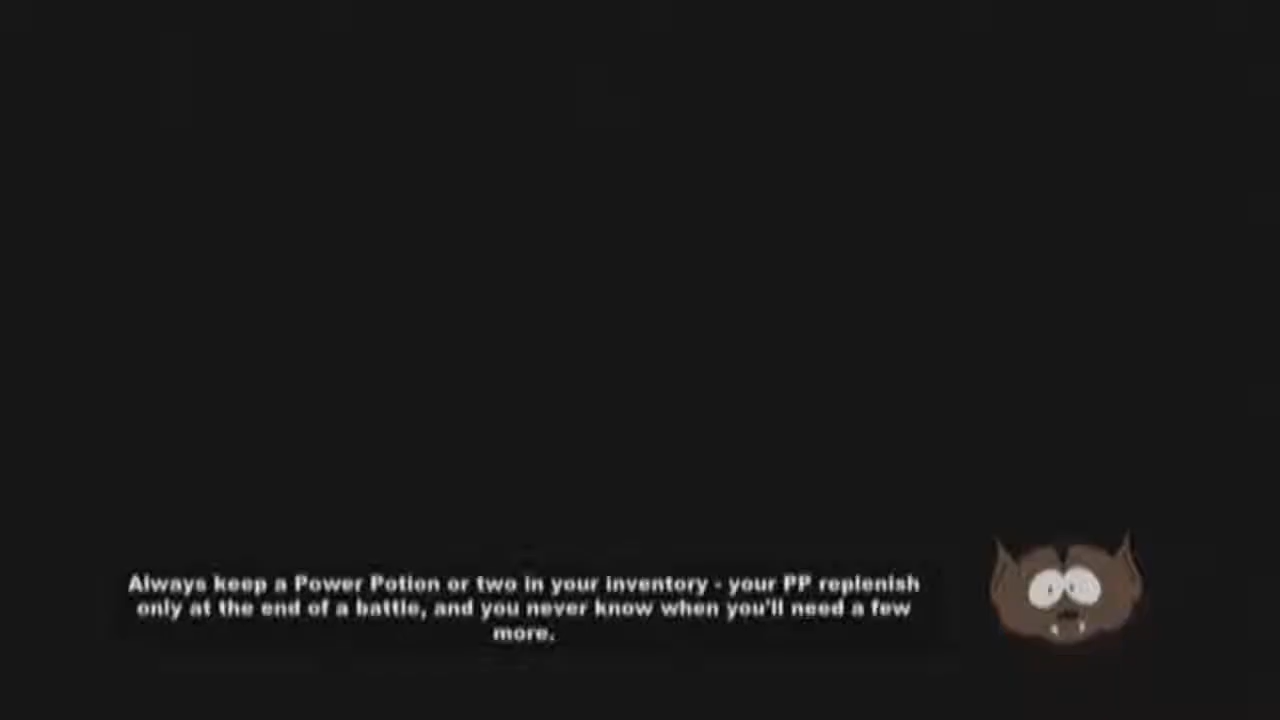 Always keep a Power Potion or two in your inventory - your PP replenish
only at the end of a battle, and you never know when you'll need a few
more.